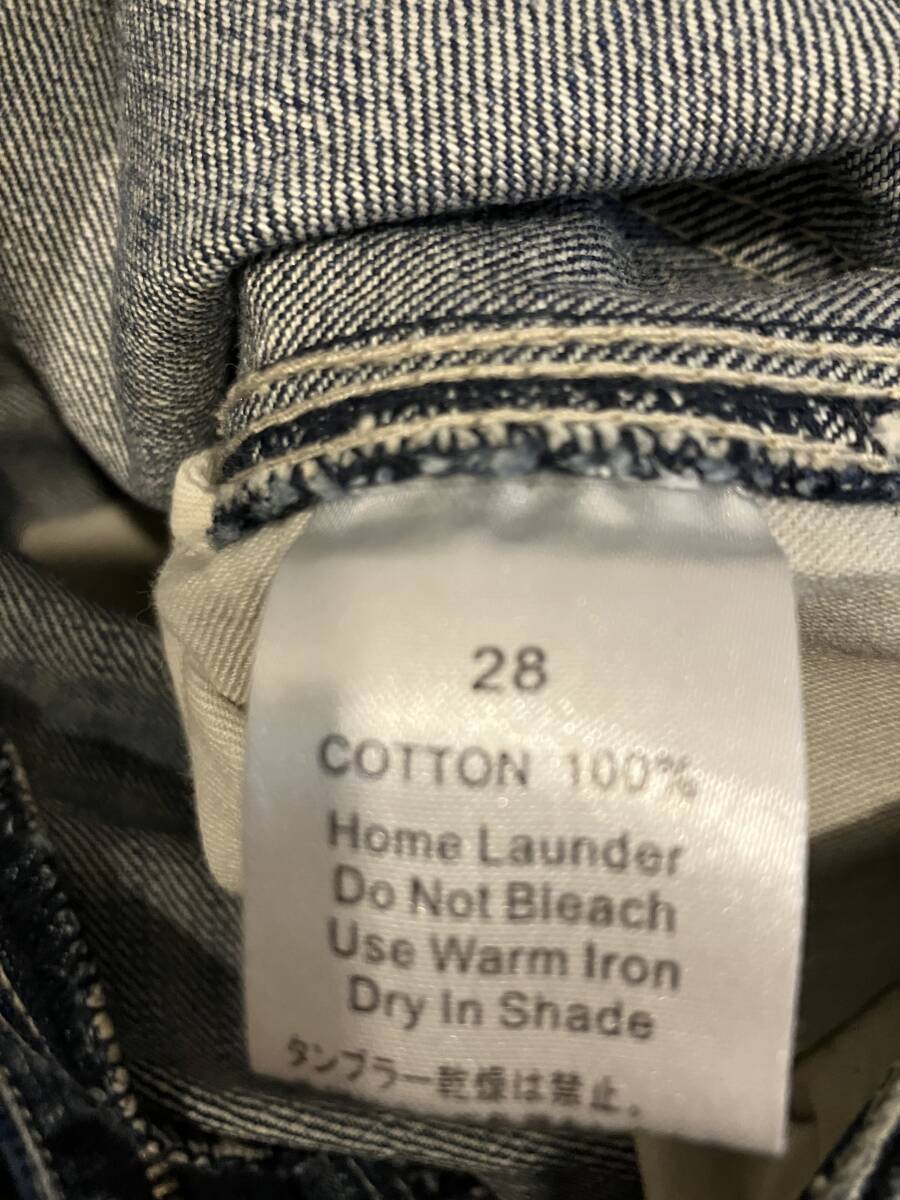 28
COTTON 100%
Home Launder
Do Not Bleach
Use Warm Iron
Dry In Shade
タンブラー乾燥は禁止。